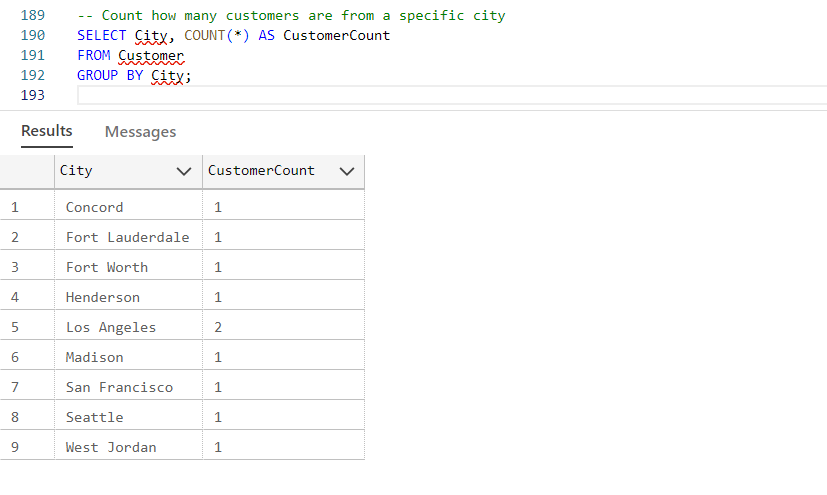 189 -- Count how many customers are from a specific city
190 SELECT City, COUNT(*) AS CustomerCount
191 FROM Customer
192 GROUP BY City;
193
Results Messages
City CustomerCount
1 Concord 1
2 Fort Lauderdale 1
3 Fort Worth 1
4 Henderson 1
5 Los Angeles 2
6 Madison 1
7 San Francisco 1
8 Seattle 1
9 West Jordan 1